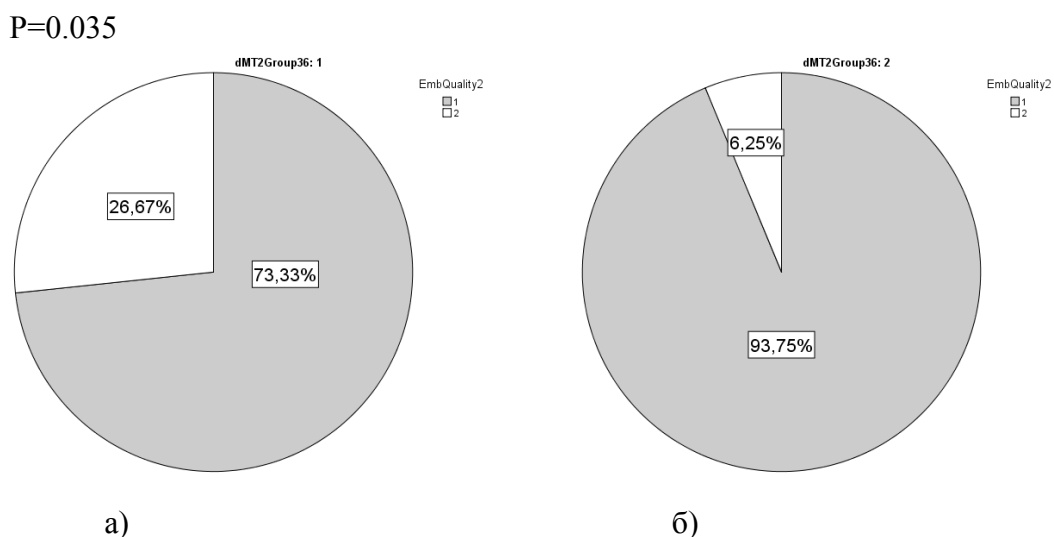 P=0.035
dMT2Group36: 1
EmbQuality2
1
2
26,67%
73,33%
а)
dMT2Group36: 2
EmbQuality2
1
2
6,25%
93,75%
б)